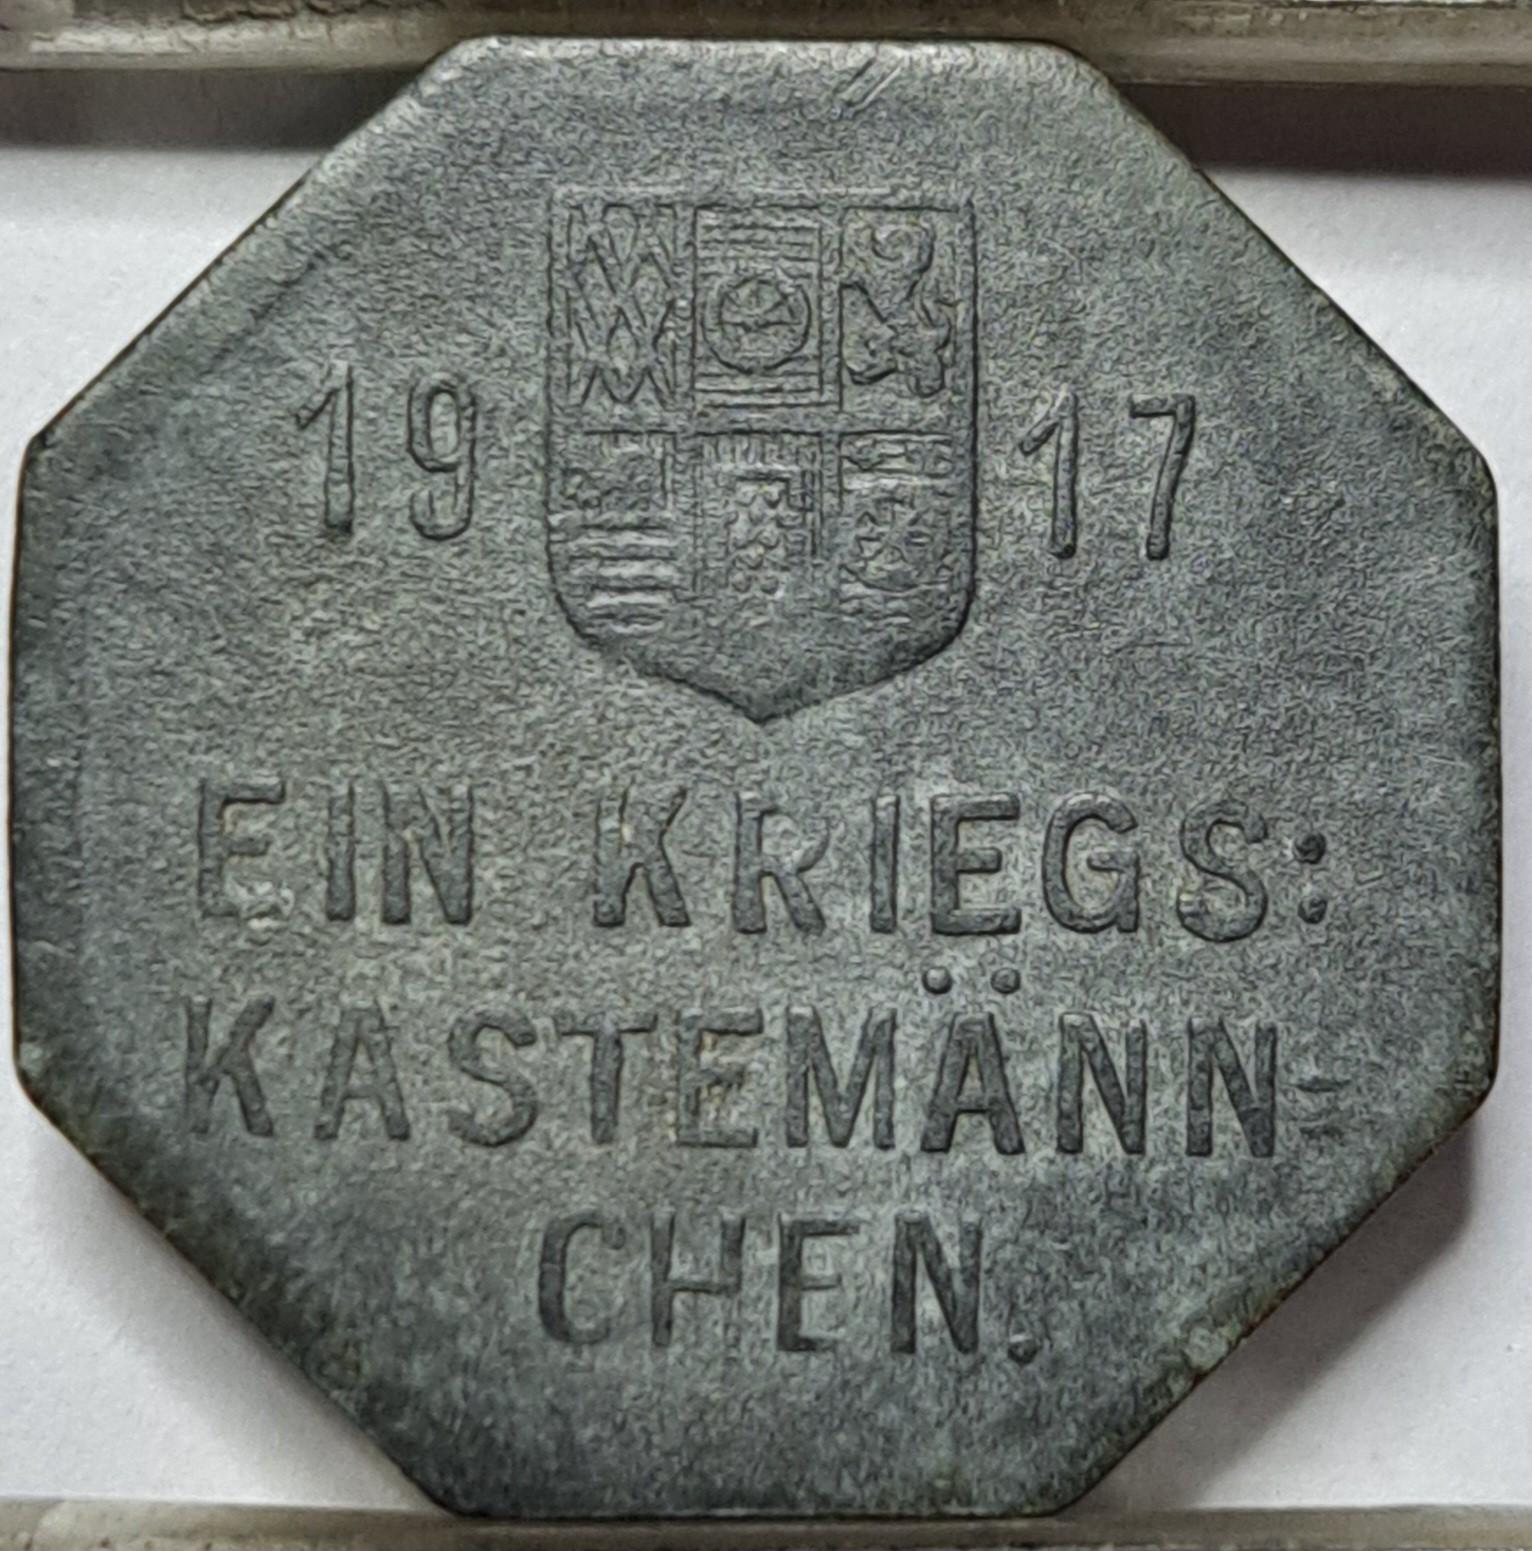 19 17
EIN KRIEGS:
KASTEMÄNN-
CHEN.